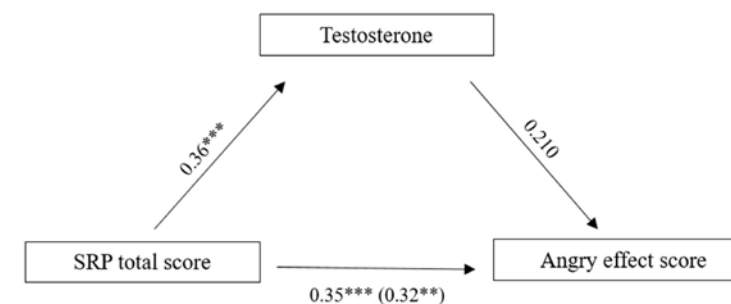 Testosterone
0.36***
0.210
SRP total score
Angry effect score
0.35*** (0.32**)